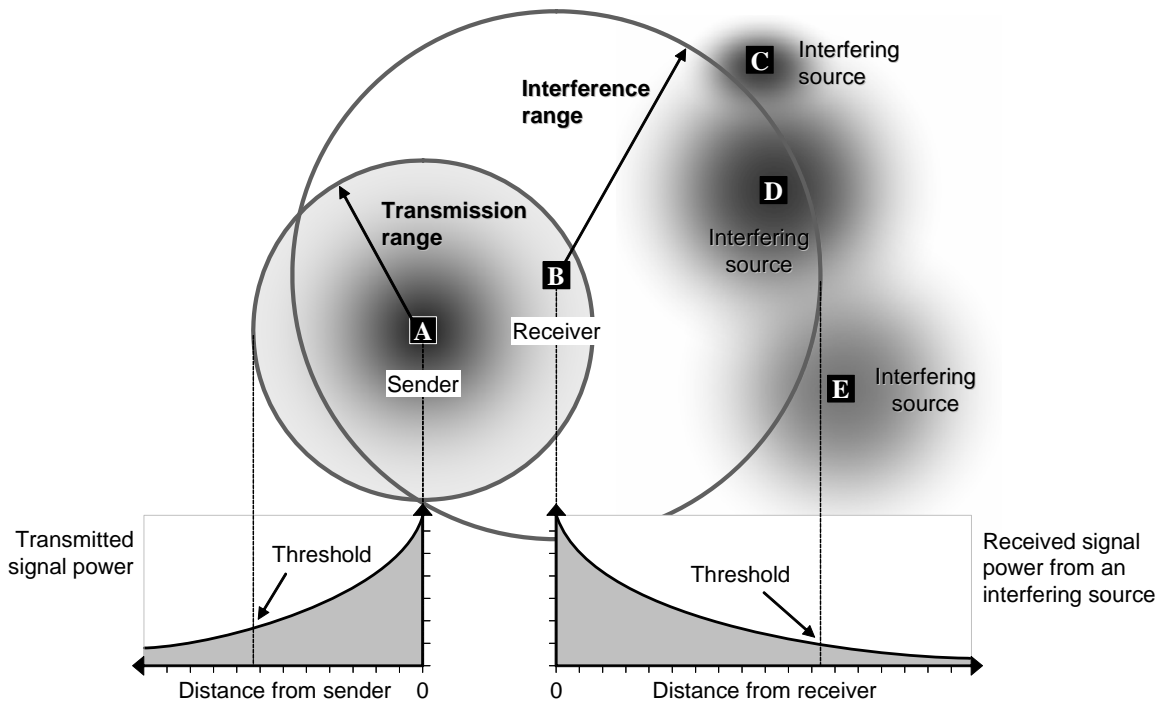 C
Interfering
source
Interference
range
D
Interfering
source
Transmission
range
B
Receiver
A
Sender
E
Interfering
source
Transmitted
signal power
Threshold
Threshold
Received signal
power from an
interfering source
Distance from sender
0
0
Distance from receiver